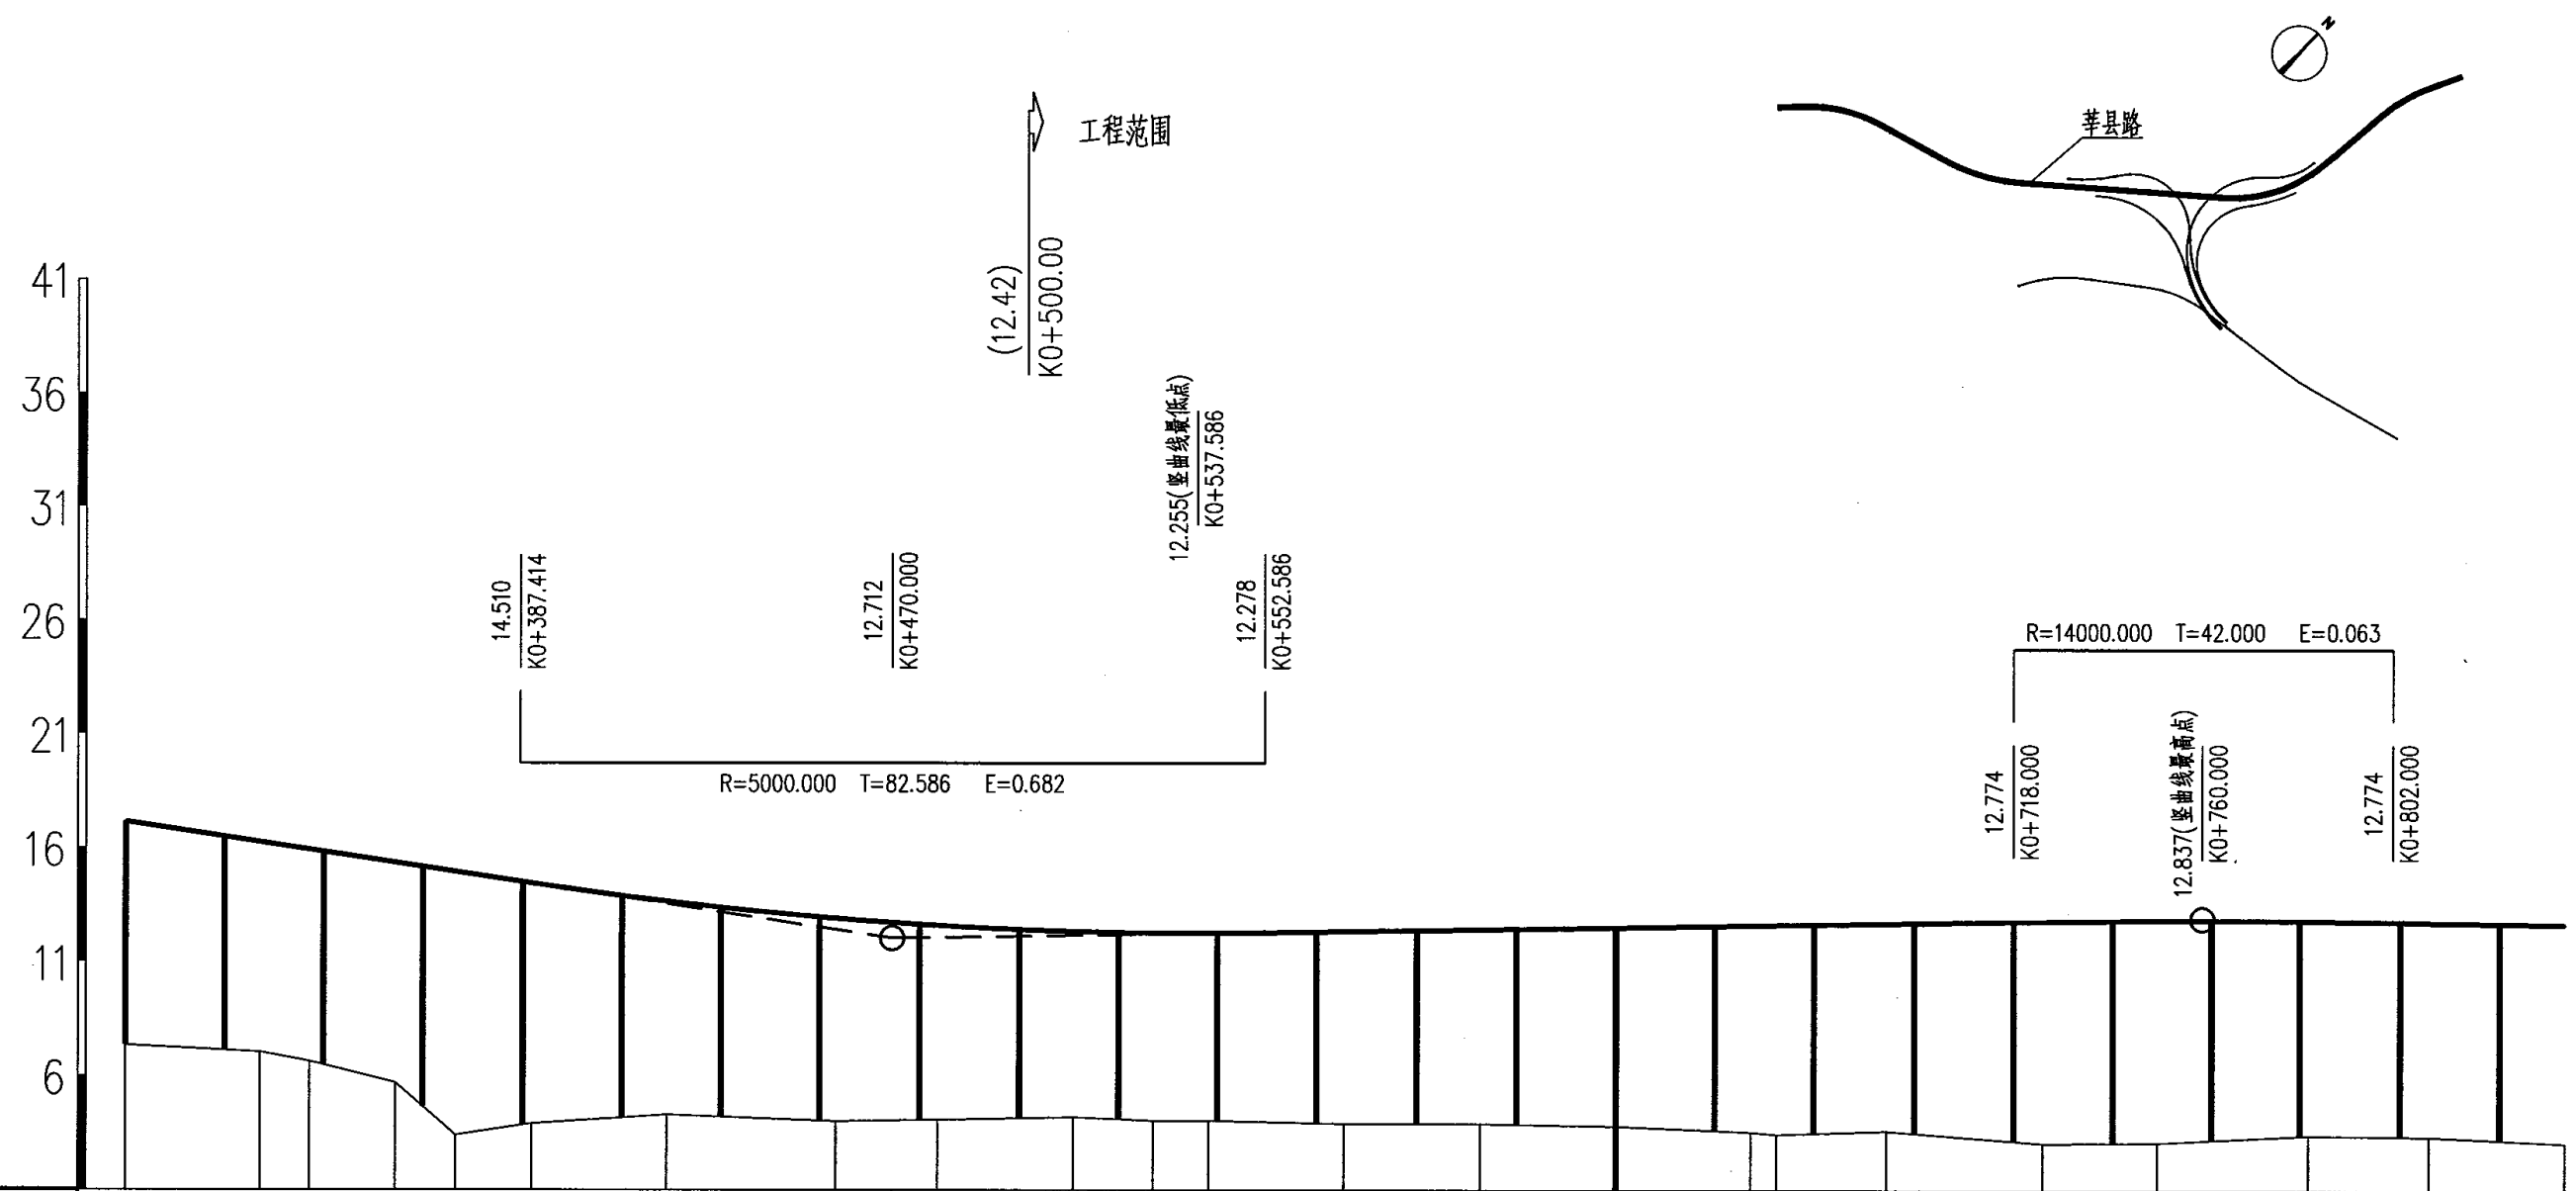 N
莘县路
工程范围
(12.42)
K0+500.00
41
36
31
26
21
16
11
6
12.255(竖曲线最低点)
K0+537.586
14.510
K0+387.414
12.712
K0+470.000
12.278
K0+552.586
R=5000.000 T=82.586 E=0.682
R=14000.000 T=42.000 E=0.063
12.774
K0+718.000
12.837(竖曲线最高点)
K0+760.000
12.774
K0+802.000